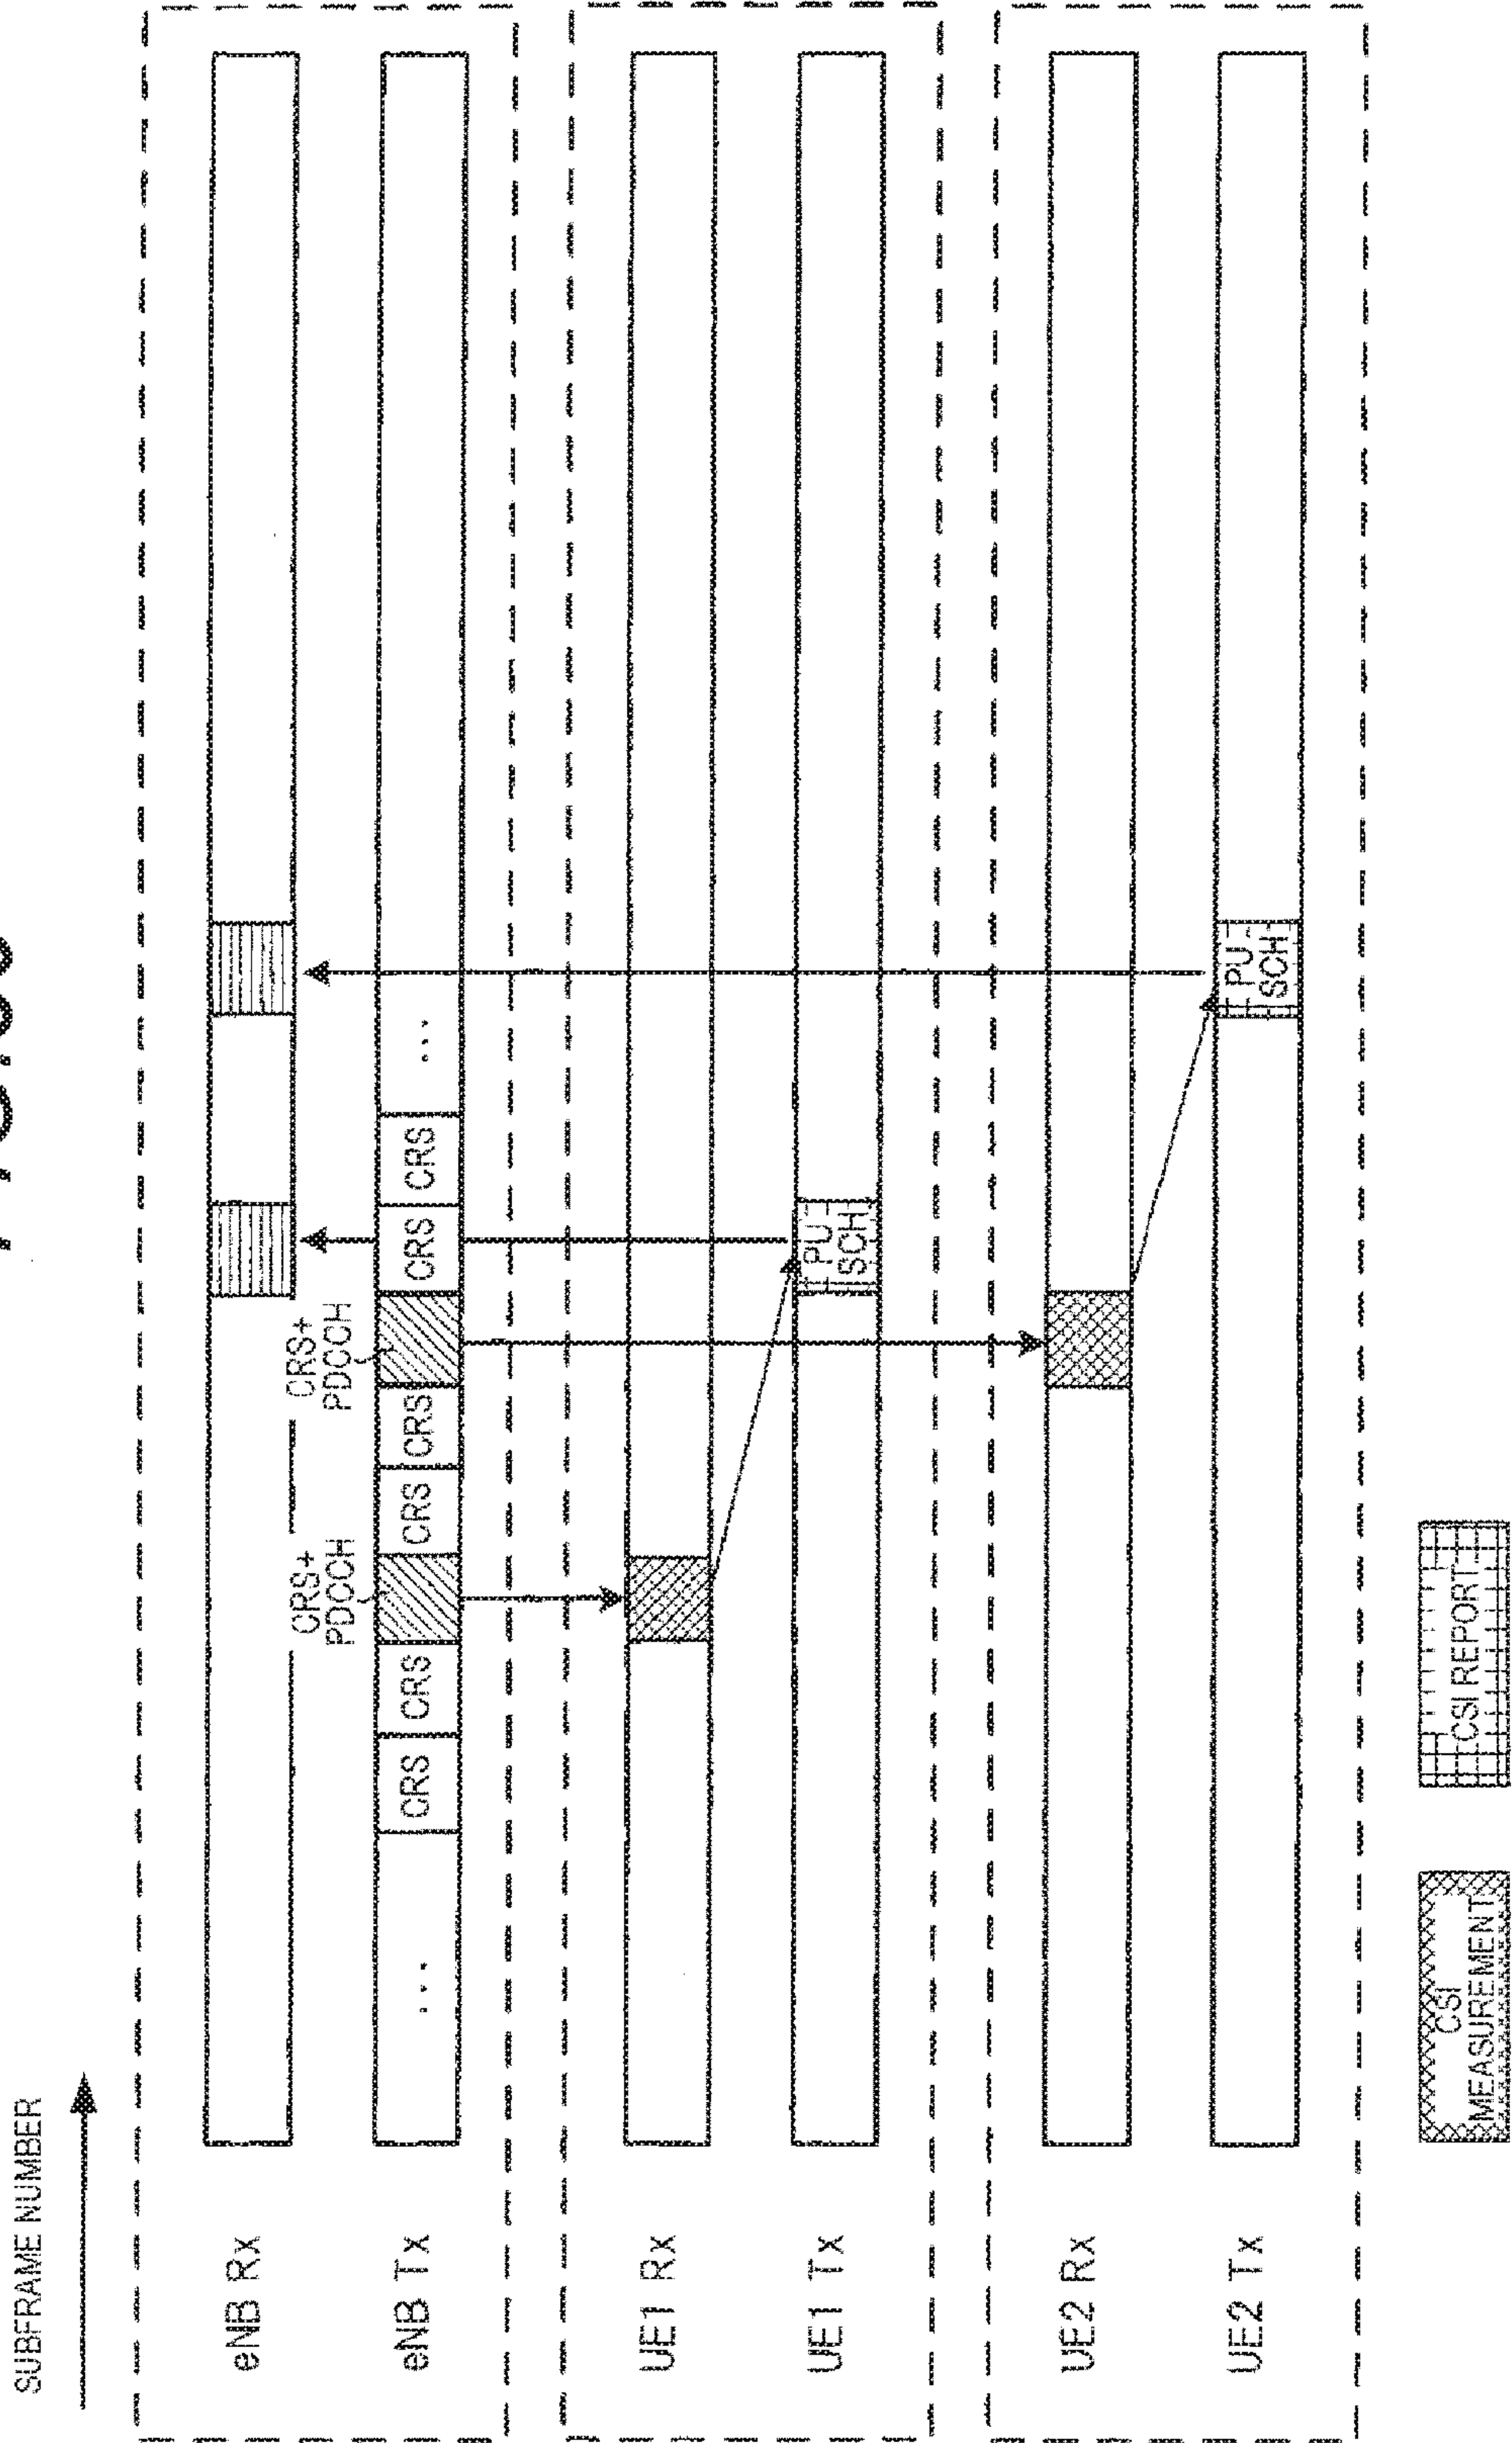 SUBFRAME NUMBER
eNB Rx
CRS+
PDCCH
CRS+
PDCCH
eNB Tx
...
CRS
CRS
CRS
CRS
CRS
CRS
...
UE1 Rx
UE1 Tx
PU
SCH
UE2 Rx
UE2 Tx
PU
SCH
CSI
MEASUREMENT
CSI REPORT